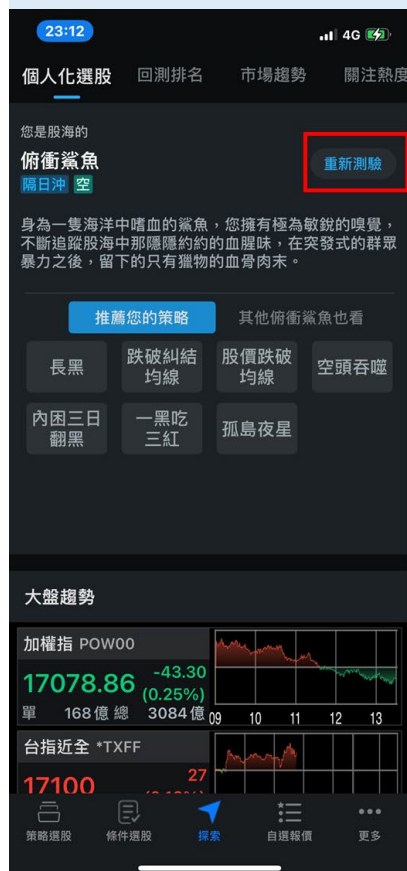 23:12
4G
個人化選股 回測排名 市場趨勢 關注熱度
您是股海的
俯衝鯊魚
重新測驗
隔日沖 空
身為一隻海洋中嗜血的鯊魚，您擁有極為敏銳的嗅覺，
不斷追蹤股海中那隱隱約約的血腥味，在突發式的群眾
暴力之後，留下的只有獵物的血骨肉末。
推薦您的策略 其他俯衝鯊魚也看
長黑
跌破糾結
均線
股價跌破
均線
空頭吞噬
內困三日
翻黑
一黑吃
三紅
孤島夜星
大盤趨勢
加權指 POW00
17078.86
-43.30
(0.25%)
單 168億 總 3084億
09 10 11 12 13
台指近全 *TXFF
17100
27
策略選股 條件選股 探索 自選報價 更多